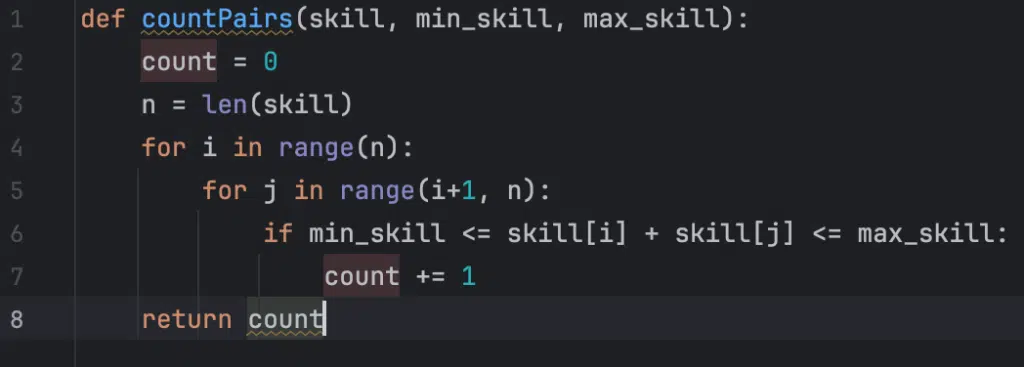 1 def countPairs(skill, min_skill, max_skill):
2     count = 0
3     n = len(skill)
4     for i in range(n):
5         for j in range(i+1, n):
6             if min_skill <= skill[i] + skill[j] <= max_skill:
7                 count += 1
8     return count